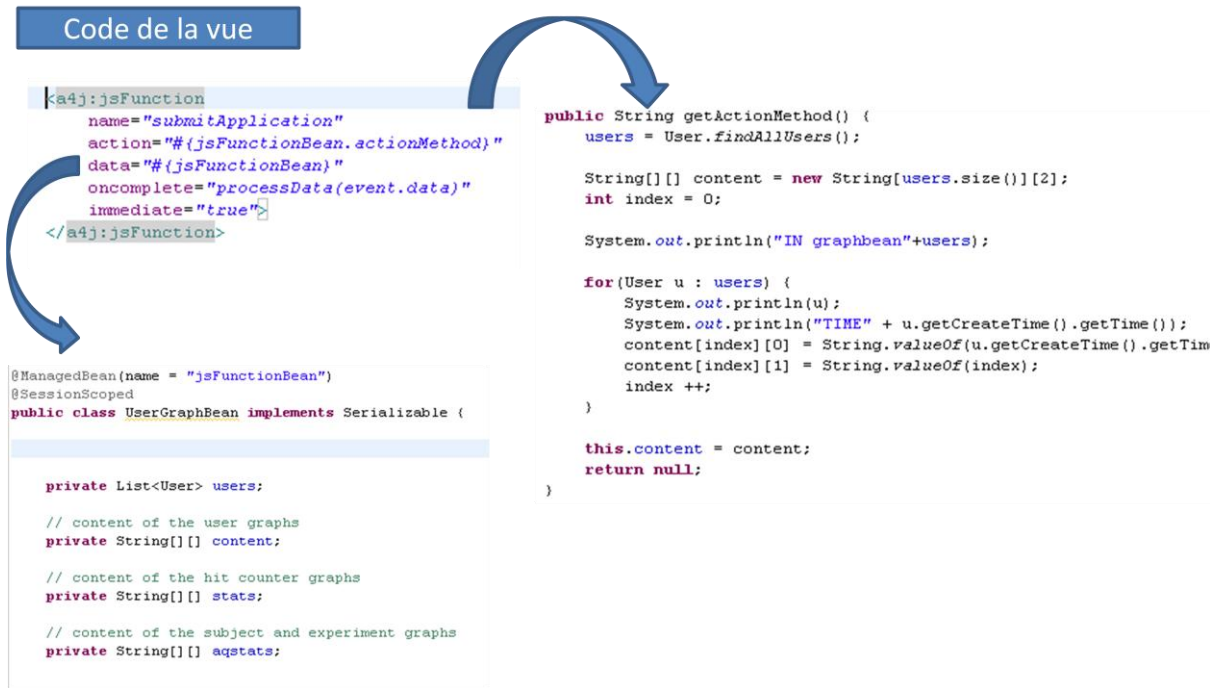 Code de la vue
<a4j:jsFunction
name="submitApplication"
action="#{jsFunctionBean.actionMethod}"
data="#{jsFunctionBean}"
oncomplete="processData(event.data)"
immediate="true">
</a4j:jsFunction>
public String getActionMethod() {
users = User.findAllUsers();
String[][] content = new String[users.size()][2];
int index = 0;
System.out.println("IN graphbean"+users);
for(User u : users) {
System.out.println(u);
System.out.println("TIME" + u.getCreateTime().getTime());
content[index][0] = String.valueOf(u.getCreateTime().getTim
content[index][1] = String.valueOf(index);
index ++;
}
this.content = content;
return null;
}
@ManagedBean(name = "jsFunctionBean")
@SessionScoped
public class UserGraphBean implements Serializable {
private List<User> users;
// content of the user graphs
private String[][] content;
// content of the hit counter graphs
private String[][] stats;
// content of the subject and experiment graphs
private String[][] aqstats;